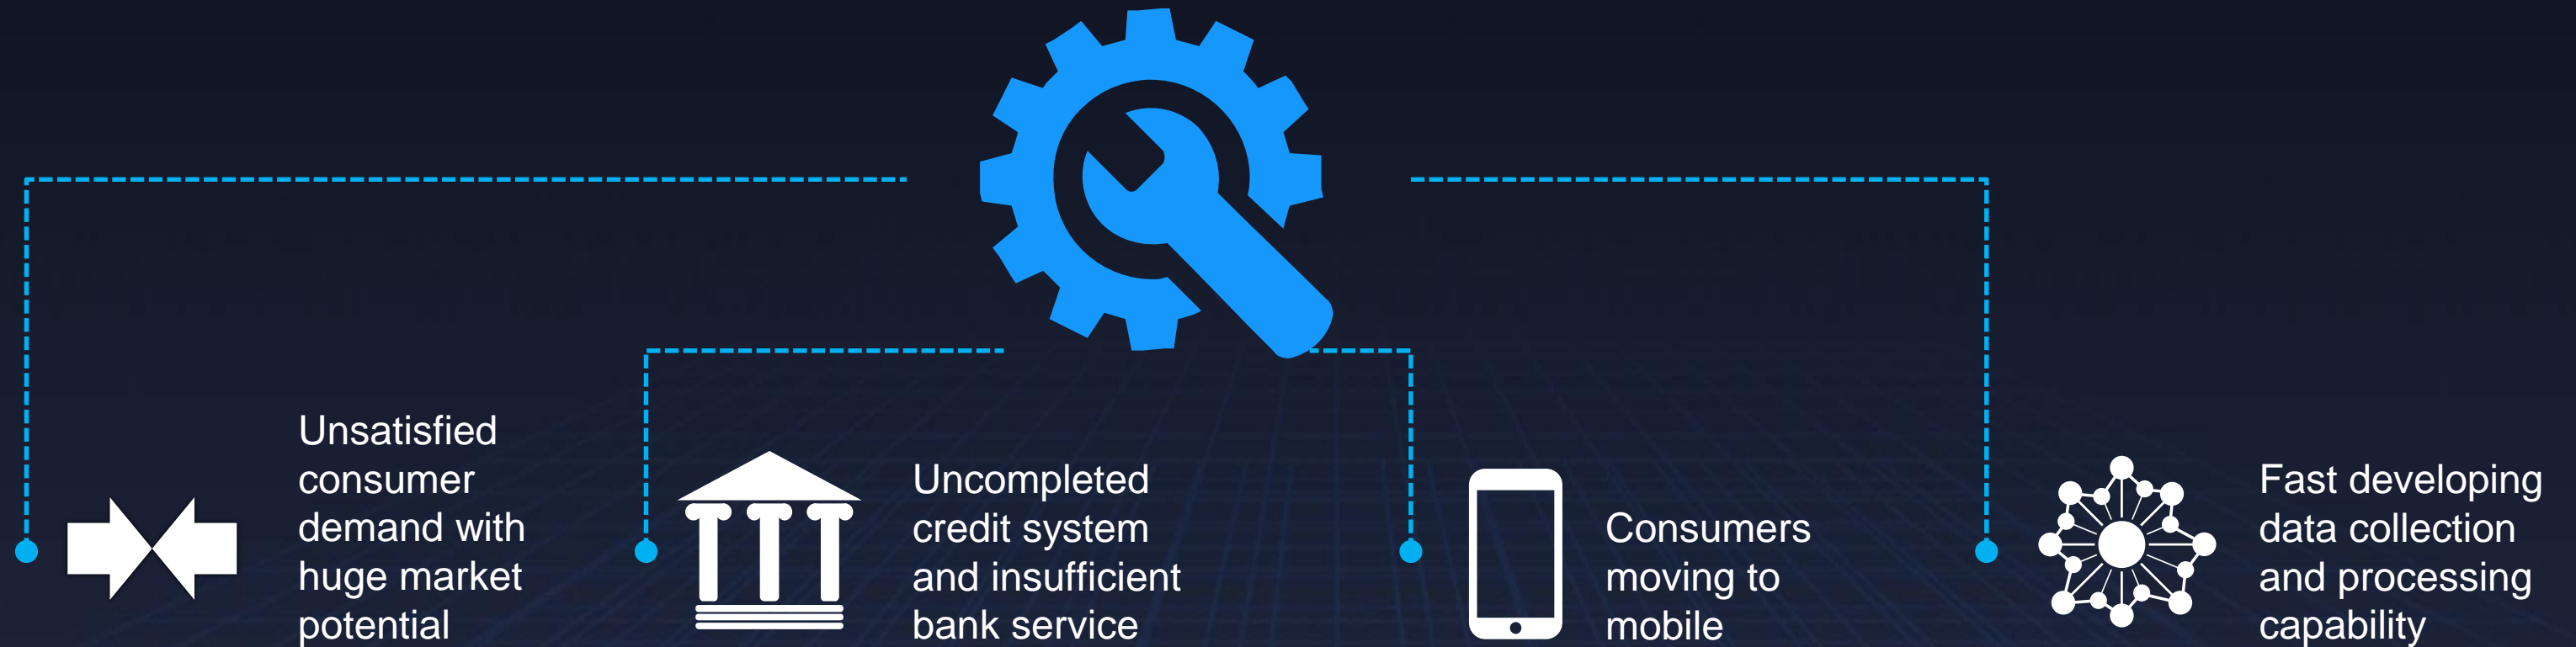 Unsatisfied
consumer
demand with
huge market
potential
Uncompleted
credit system
and insufficient
bank service
Consumers
moving to
mobile
Fast developing
data collection
and processing
capability